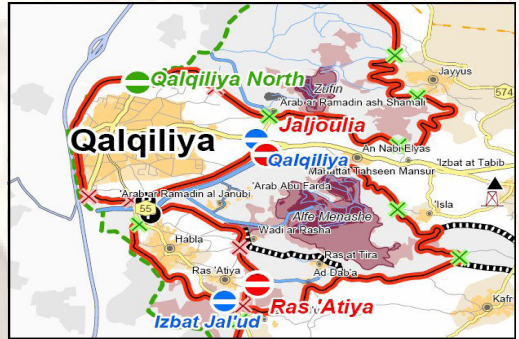 Jayyus
Zufin
574
Qalqiliya North
Arab ar Ramadin ash Shamali
Jaljoulia
Qalqiliya
An Nabi Elyas
Qalqiliya
'Izbat at Tabib
Mahattat Tahseen Mansur
'Arab ar Ramadin al Janubi
'Arab Abu Farda
'Isla
55
Alfe Menashe
Wadi ar Rasha
Habla
Ras at Tira
Ad Dab'a
Ras 'Atiya
Ras 'Atiya
Kafr
Izbat Jal'ud